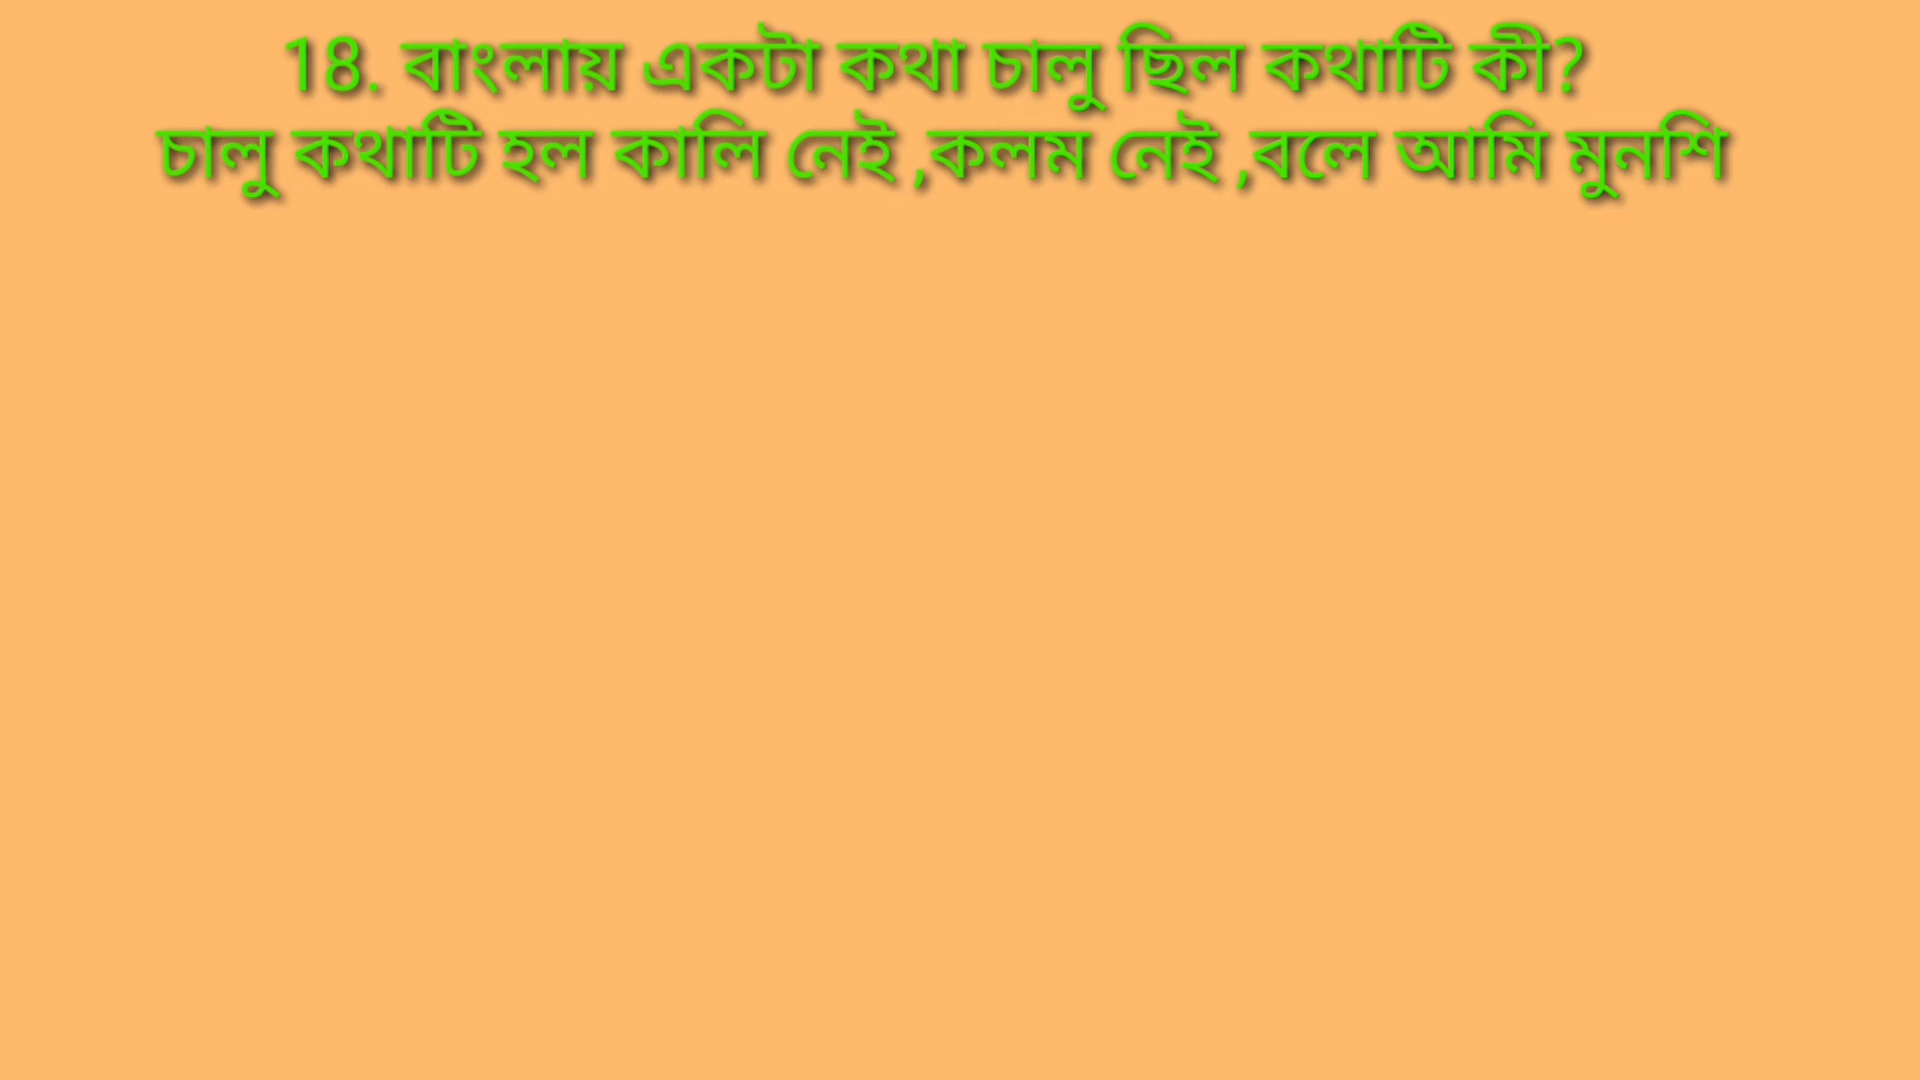 18. বাংলায় একটা কথা চালু ছিল কথাটি কী?
চালু কথাটি হল কালি নেই ,কলম নেই ,বলে আমি মুনশি